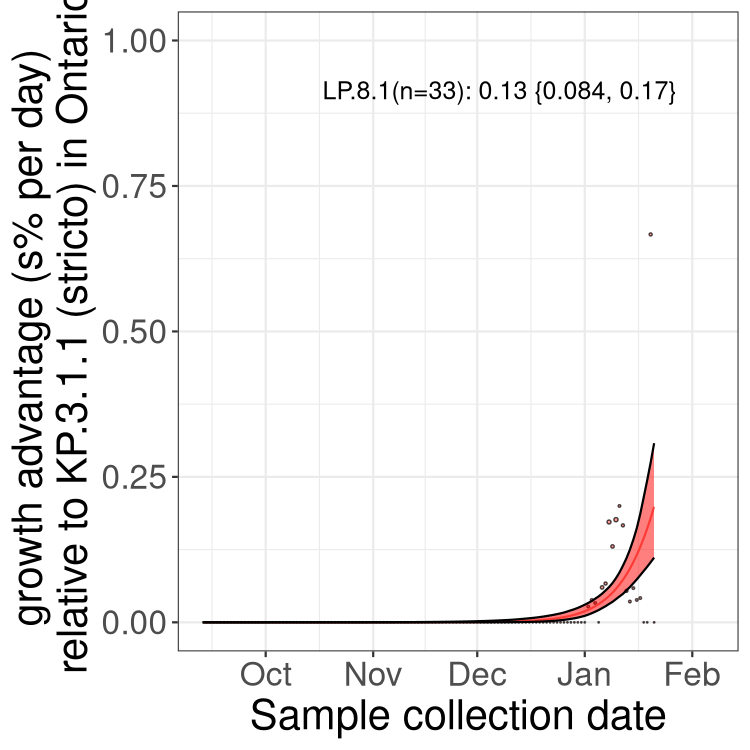 growth advantage (s% per day)
relative to KP.3.1.1 (stricto) in Ontario
1.00
0.75
0.50
0.25
0.00
LP.8.1(n=33): 0.13 {0.084, 0.17}
Oct
Nov
Dec
Jan
Feb
Sample collection date